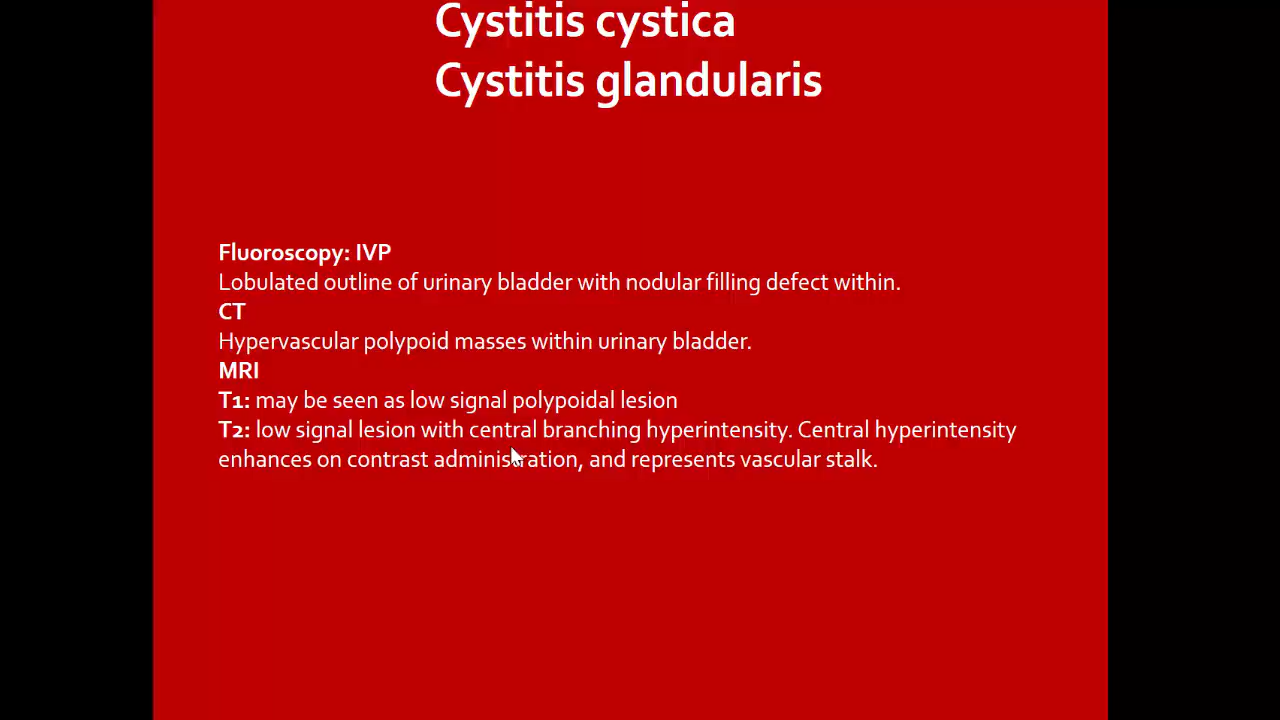 Cystitis cystica
Cystitis glandularis
Fluoroscopy: IVP
Lobulated outline of urinary bladder with nodular filling defect within.
CT
Hypervascular polypoid masses within urinary bladder.
MRI
T1: may be seen as low signal polypoidal lesion
T2: low signal lesion with central branching hyperintensity. Central hyperintensity
enhances on contrast administration, and represents vascular stalk.